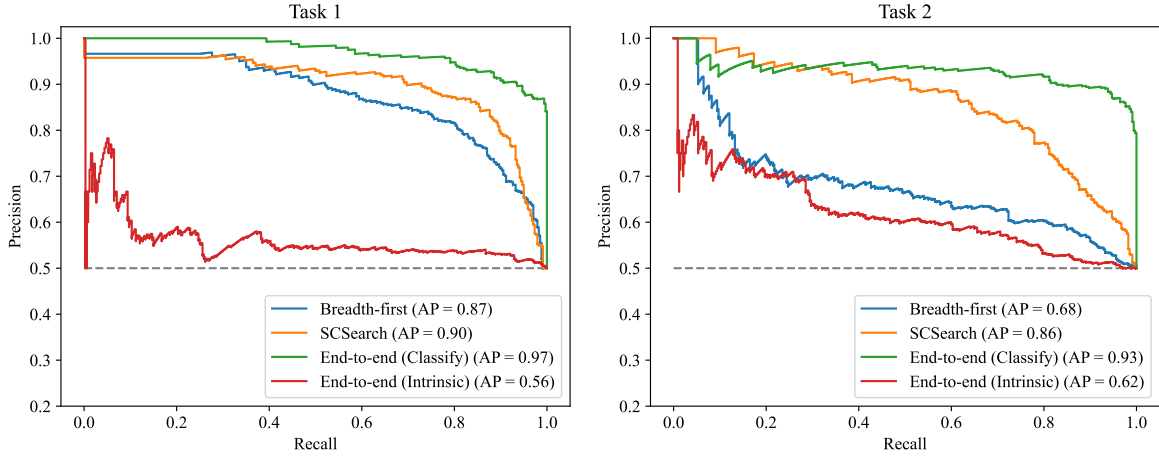 Task 1
1.0
0.9
0.8
0.7
0.6
0.5
0.4
0.3
0.2
Precision
0.0
0.2
0.4
0.6
0.8
1.0
Recall
Breadth-first (AP = 0.87)
SCSearch (AP = 0.90)
End-to-end (Classify) (AP = 0.97)
End-to-end (Intrinsic) (AP = 0.56)
Task 2
1.0
0.9
0.8
0.7
0.6
0.5
0.4
0.3
0.2
Precision
0.0
0.2
0.4
0.6
0.8
1.0
Recall
Breadth-first (AP = 0.68)
SCSearch (AP = 0.86)
End-to-end (Classify) (AP = 0.93)
End-to-end (Intrinsic) (AP = 0.62)